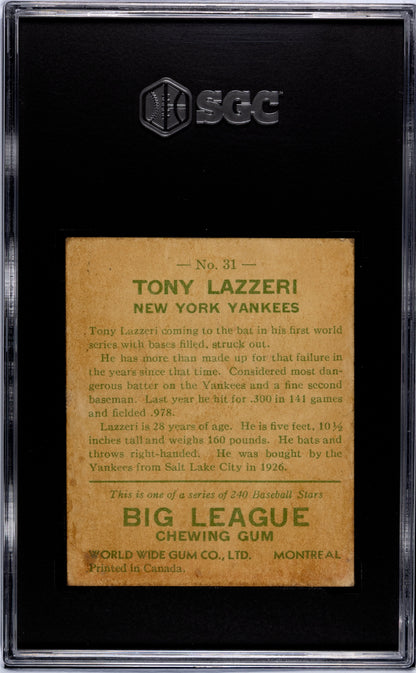 SGC
— No. 31 —
TONY LAZZERI
NEW YORK YANKEES
Tony Lazzeri coming to the bat in his first world
series with bases filled, struck out.
He has more than made up for that failure in
the years since that time. Considered most dan-
gerous batter on the Yankees and a fine second
baseman. Last year he hit for .300 in 141 games
and fielded .978.
Lazzeri is 28 years of age. He is five feet, 10½
inches tall and weighs 160 pounds. He bats and
throws right-handed. He was bought by the
Yankees from Salt Lake City in 1926.
This is one of a series of 240 Baseball Stars
BIG LEAGUE
CHEWING GUM
WORLD WIDE GUM CO., LTD. MONTREAL
Printed in Canada.